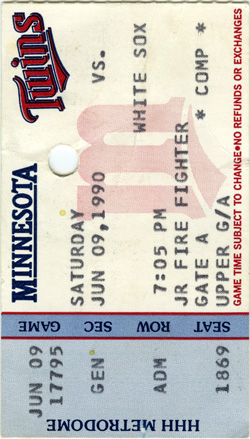 MINNESOTA Twins
SATURDAY VS.
JUN 09,1990 WHITE SOX
7:05 PM
JR FIRE FIGHTER
GATE A * COMP *
UPPER G/A
GAME TIME SUBJECT TO CHANGE•NO REFUNDS OR EXCHANGES
GAME SEC ROW SEAT
JUN 09
17795 GEN ADM 1869
HHH METRODOME